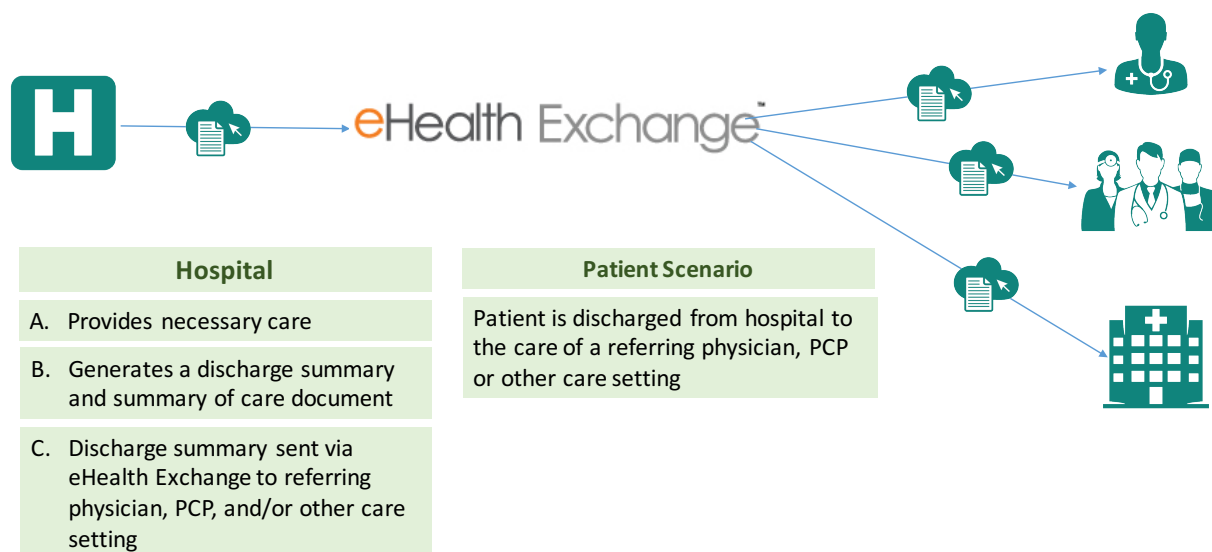 H
eHealth Exchange™
Hospital
A. Provides necessary care
B. Generates a discharge summary
and summary of care document
C. Discharge summary sent via
eHealth Exchange to referring
physician, PCP, and/or other care
setting
Patient Scenario
Patient is discharged from hospital to
the care of a referring physician, PCP
or other care setting